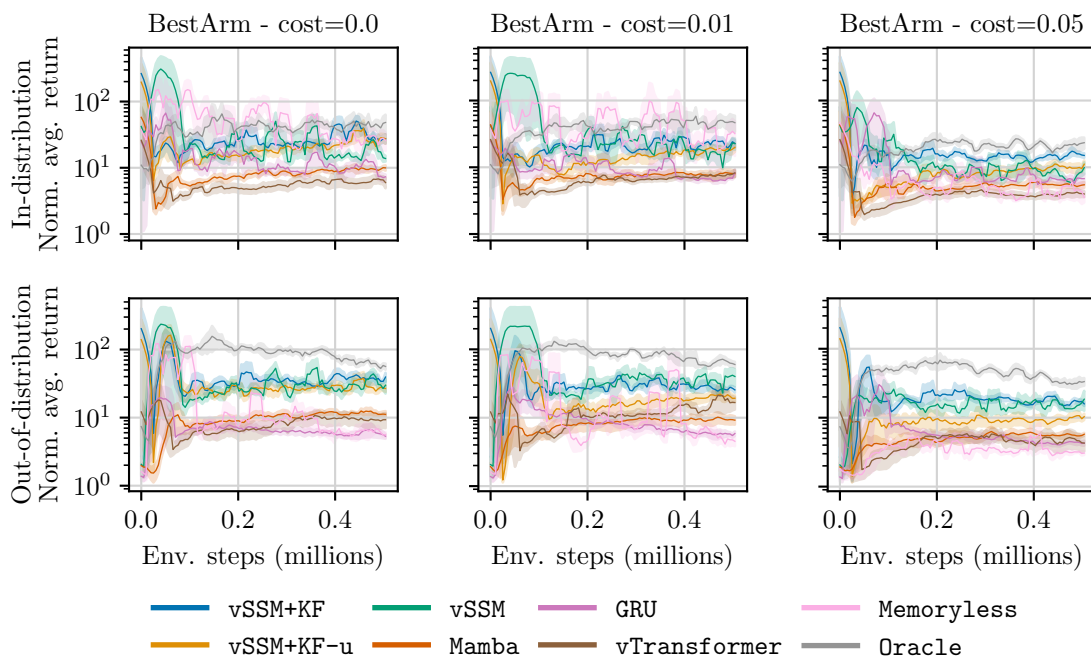 BestArm - cost=0.0
BestArm - cost=0.01
BestArm - cost=0.05
In-distribution
Norm. avg. return
10²
10¹
10⁰
Out-of-distribution
Norm. avg. return
10²
10¹
10⁰
0.0 0.2 0.4
0.0 0.2 0.4
0.0 0.2 0.4
Env. steps (millions)
Env. steps (millions)
Env. steps (millions)
vSSM+KF vSSM GRU Memoryless
vSSM+KF-u Mamba vTransformer Oracle